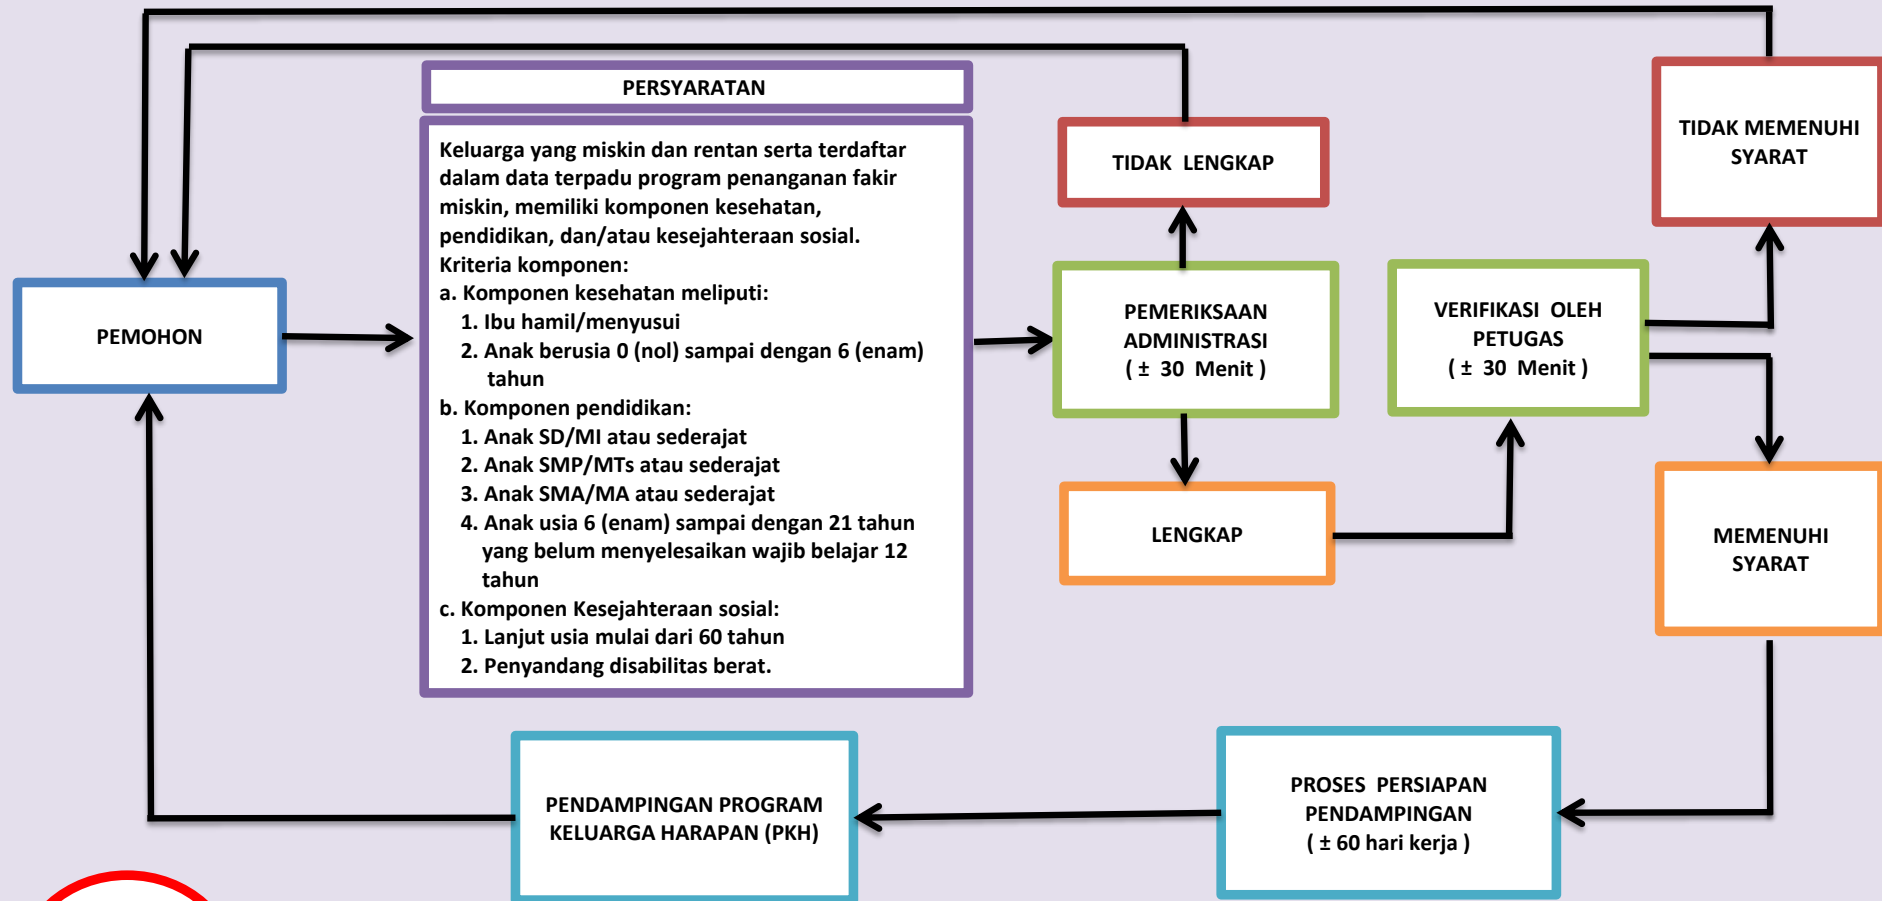 PERSYARATAN
Keluarga yang miskin dan rentan serta terdaftar
dalam data terpadu program penanganan fakir
miskin, memiliki komponen kesehatan,
pendidikan, dan/atau kesejahteraan sosial.
Kriteria komponen:
a. Komponen kesehatan meliputi:
1. Ibu hamil/menyusui
2. Anak berusia 0 (nol) sampai dengan 6 (enam)
tahun
b. Komponen pendidikan:
1. Anak SD/MI atau sederajat
2. Anak SMP/MTs atau sederajat
3. Anak SMA/MA atau sederajat
4. Anak usia 6 (enam) sampai dengan 21 tahun
yang belum menyelesaikan wajib belajar 12
tahun
c. Komponen Kesejahteraan sosial:
1. Lanjut usia mulai dari 60 tahun
2. Penyandang disabilitas berat.
PEMOHON
TIDAK LENGKAP
PEMERIKSAAN
ADMINISTRASI
( ± 30 Menit )
LENGKAP
VERIFIKASI OLEH
PETUGAS
( ± 30 Menit )
TIDAK MEMENUHI
SYARAT
MEMENUHI
SYARAT
PROSES PERSIAPAN
PENDAMPINGAN
( ± 60 hari kerja )
PENDAMPINGAN PROGRAM
KELUARGA HARAPAN (PKH)